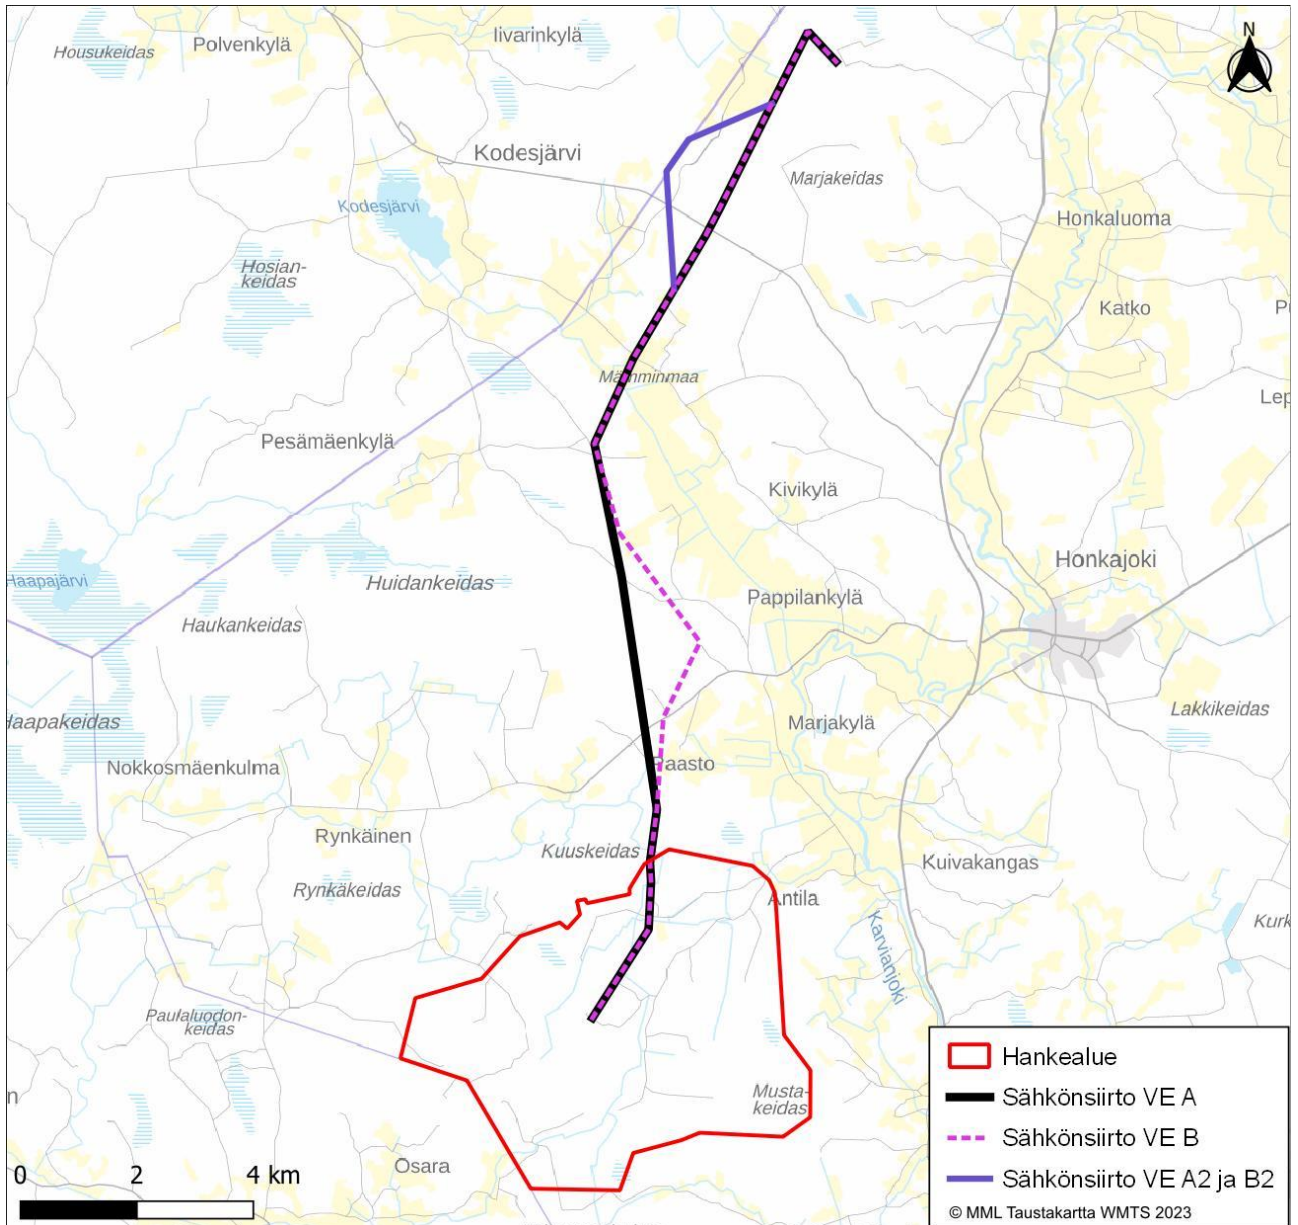 Iivarinkylä
Housukeidas
Polvenkylä
N
Kodesjärvi
Marjakeidas
Kodesjärvi
Honkaluoma
Hosian-
keidas
Katko
Mämminmaa
Pesämäenkylä
Kivikylä
Honkajoki
Haapajärvi
Huidankeidas
Pappilankylä
Haukankeidas
Haapakeidas
Marjakylä
Lakkikeidas
Nokkosmäenkulma
Paasto
Rynkäinen
Kuuskeidas
Kuivakangas
Rynkäkeidas
Antila
Kurk
Karvianjoki
Paulaluodon-
keidas
Musta-
keidas
Osara
0 2 4 km
Hankealue
Sähkönsiirto VE A
Sähkönsiirto VE B
Sähkönsiirto VE A2 ja B2
© MML Taustakartta WMTS 2023